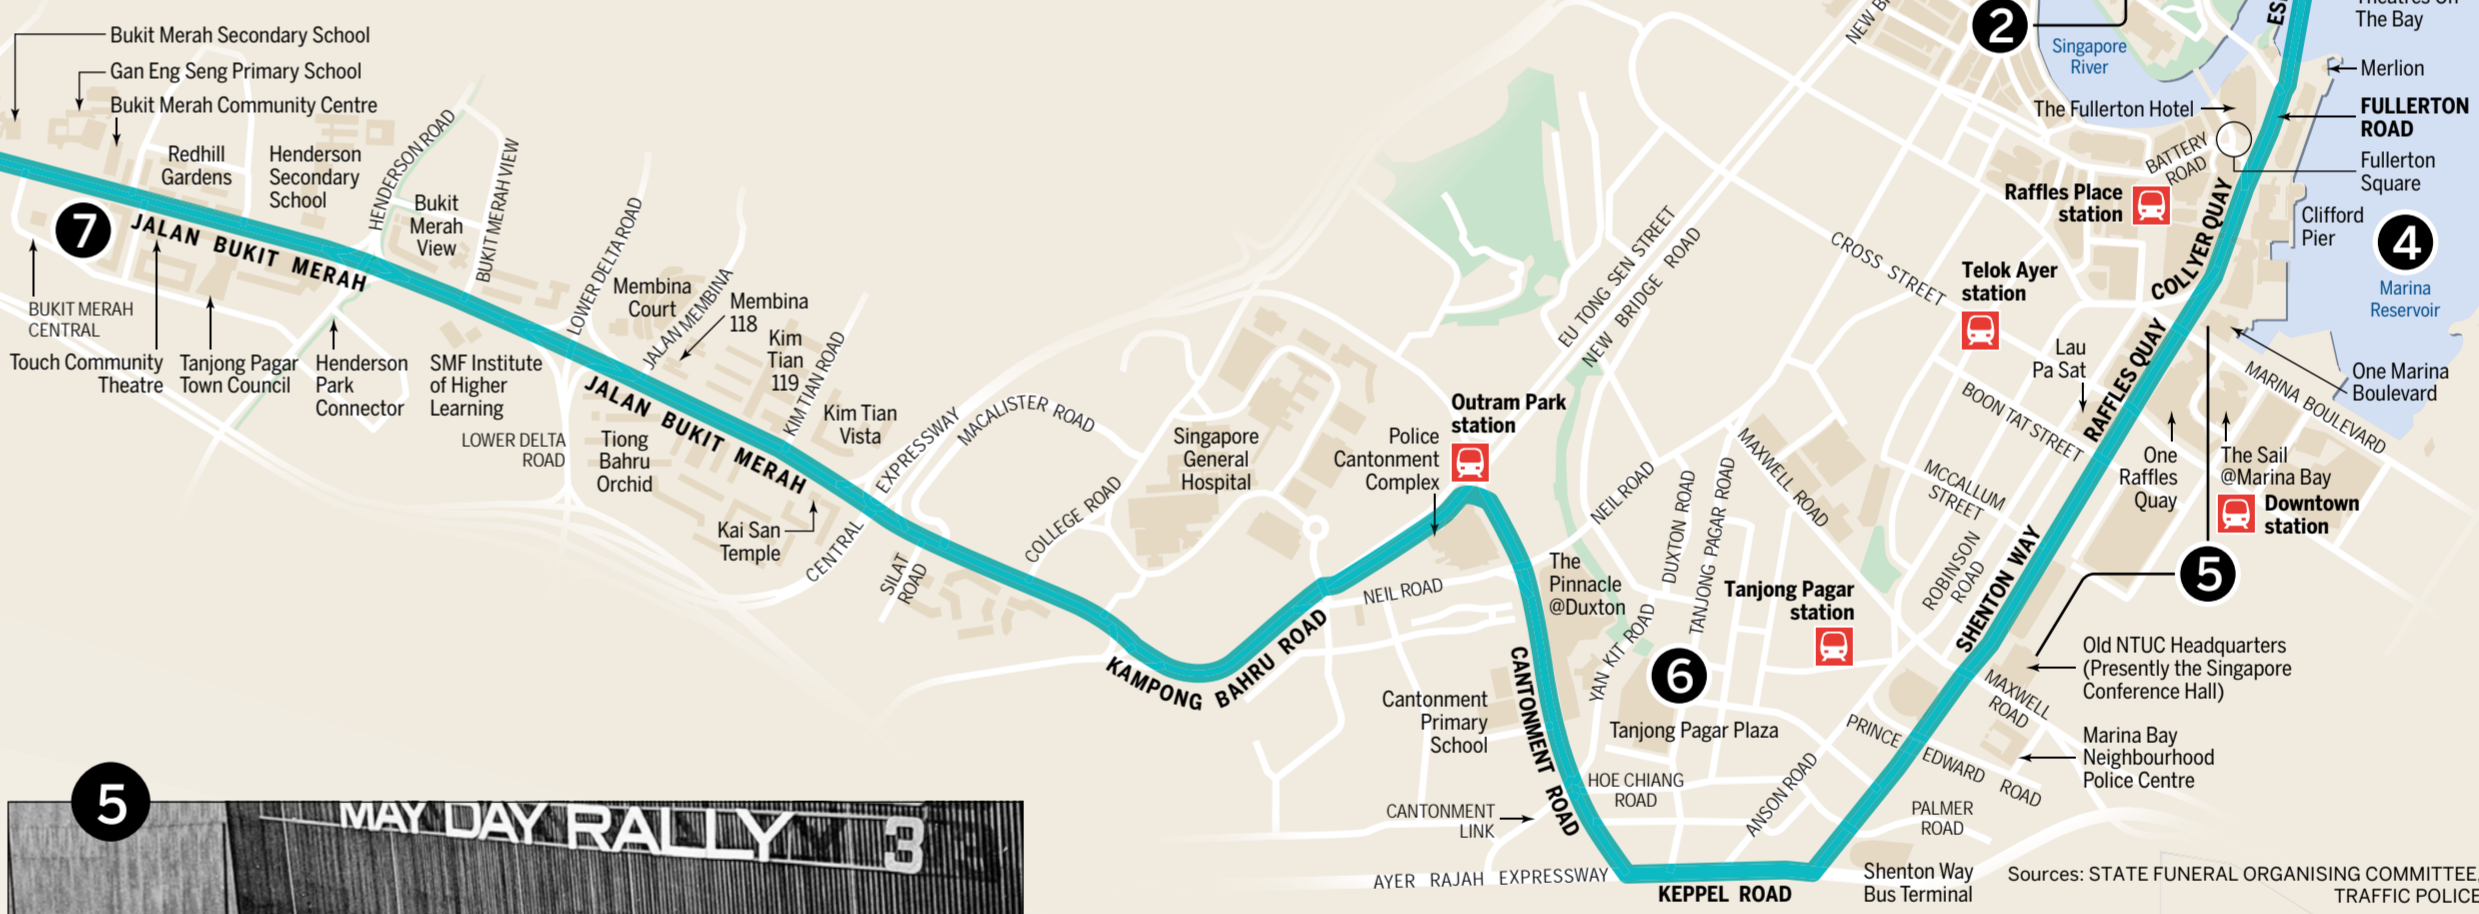 Bukit Merah Secondary School
Gan Eng Seng Primary School
Bukit Merah Community Centre
Redhill
Gardens
Henderson
Secondary
School
HENDERSON ROAD
Bukit
Merah
View
BUKIT MERAH VIEW
7
JALAN BUKIT MERAH
BUKIT MERAH
CENTRAL
Touch Community
Theatre
Tanjong Pagar
Town Council
Henderson
Park
Connector
SMF Institute
of Higher
Learning
LOWER DELTA ROAD
LOWER DELTA
ROAD
Membina
Court
JALAN MEMBINA
Membina
118
Kim
Tian
119
KIM TIAN ROAD
Kim Tian
Vista
JALAN BUKIT MERAH
Tiong
Bahru
Orchid
Kai San
Temple
CENTRAL EXPRESSWAY
MACALISTER ROAD
SILAT
ROAD
COLLEGE ROAD
Singapore
General
Hospital
KAMPONG BAHRU ROAD
Police
Cantonment
Complex
Outram Park
station
NEIL ROAD
EU TONG SEN STREET
NEW BRIDGE ROAD
NEW B
NEIL ROAD
The
Pinnacle
@Duxton
DUXTON ROAD
TANJONG PAGAR ROAD
YAN KIT ROAD
MAXWELL ROAD
Tanjong Pagar
station
6
Tanjong Pagar Plaza
Cantonment
Primary
School
CANTONMENT ROAD
CANTONMENT
LINK
HOE CHIANG
ROAD
AYER RAJAH EXPRESSWAY
KEPPEL ROAD
ANSON ROAD
PRINCE EDWARD ROAD
PALMER
ROAD
Shenton Way
Bus Terminal
2
Singapore
River
The Fullerton Hotel
BATTERY
ROAD
Raffles Place
station
CROSS STREET
Telok Ayer
station
Lau
Pa Sat
BOON TAT STREET
MCCALLUM
STREET
ROBINSON
ROAD
SHENTON WAY
RAFFLES QUAY
COLLYER QUAY
ES
The Bay
Merlion
FULLERTON
ROAD
Fullerton
Square
Clifford
Pier
4
Marina
Reservoir
One Marina
Boulevard
MARINA BOULEVARD
One
Raffles
Quay
The Sail
@Marina Bay
Downtown
station
5
Old NTUC Headquarters
(Presently the Singapore
Conference Hall)
MAXWELL
ROAD
Marina Bay
Neighbourhood
Police Centre
Sources: STATE FUNERAL ORGANISING COMMITTEE,
TRAFFIC POLICE
5
MAY DAY RALLY
3